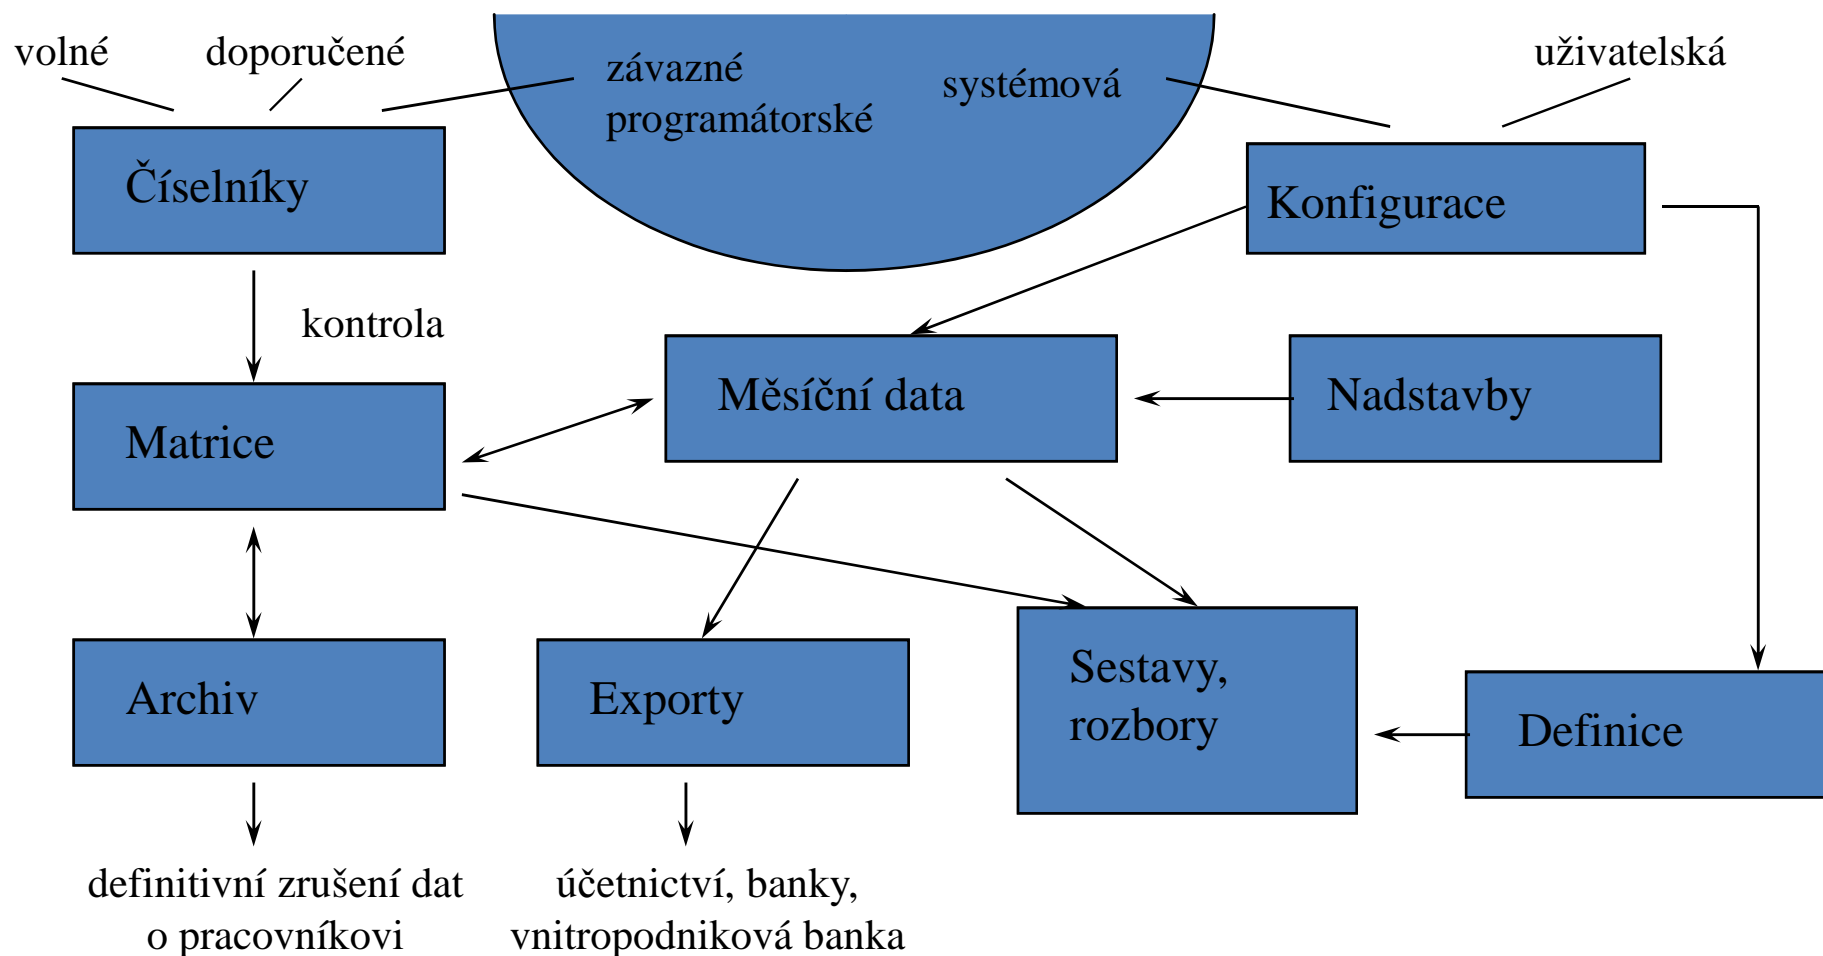 volné
doporučené
závazné
programátorské
systémová
uživatelská
Číselníky
Konfigurace
kontrola
Měsíční data
Nadstavby
Matrice
Archiv
Exporty
Sestavy,
rozbory
Definice
definitivní zrušení dat
o pracovníkovi
účetnictví, banky,
vnitropodniková banka